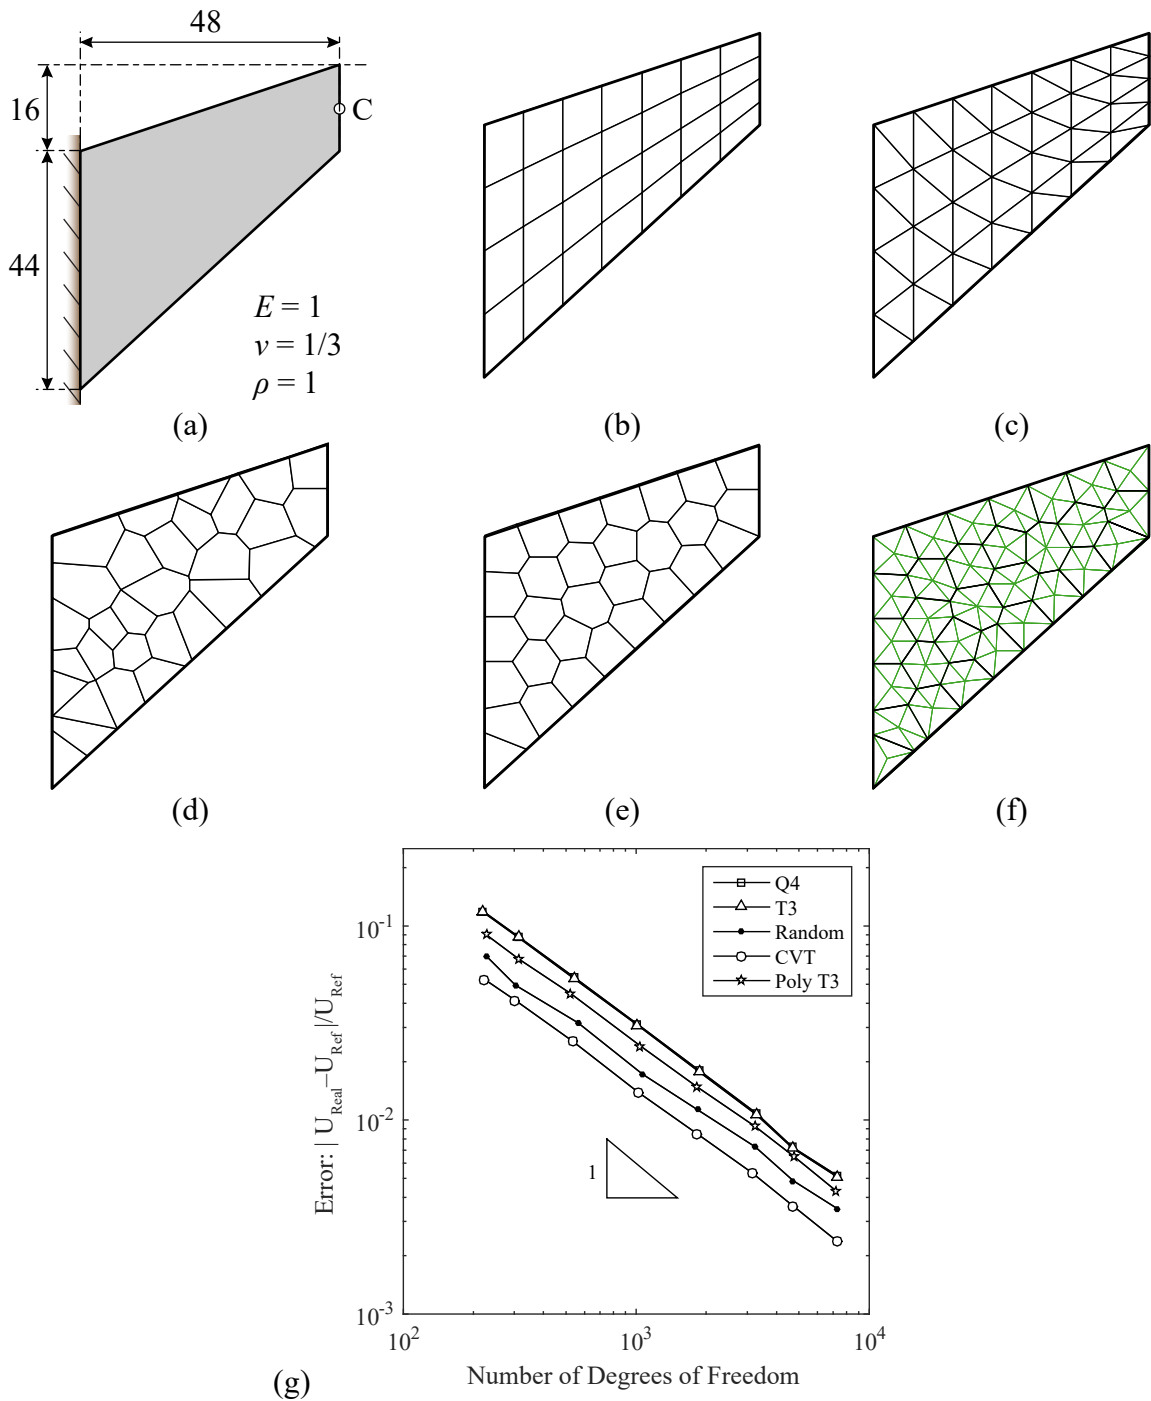 48
16
C
44
E = 1
ν = 1/3
ρ = 1
(a)
(b)
(c)
(d)
(e)
(f)
Q4
T3
Random
CVT
Poly T3
10^-1
10^-2
10^-3
1
10^2
10^3
10^4
Error: | U_Real – U_Ref |/U_Ref
Number of Degrees of Freedom
(g)